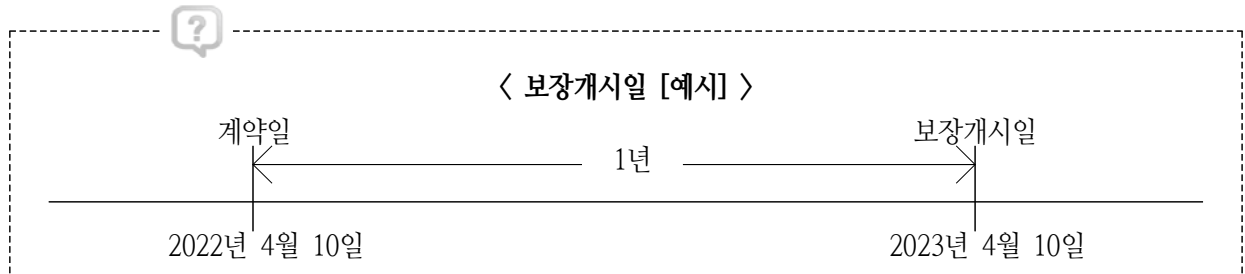 ?
< 보장개시일 [예시] >
계약일 보장개시일
1년
2022년 4월 10일 2023년 4월 10일